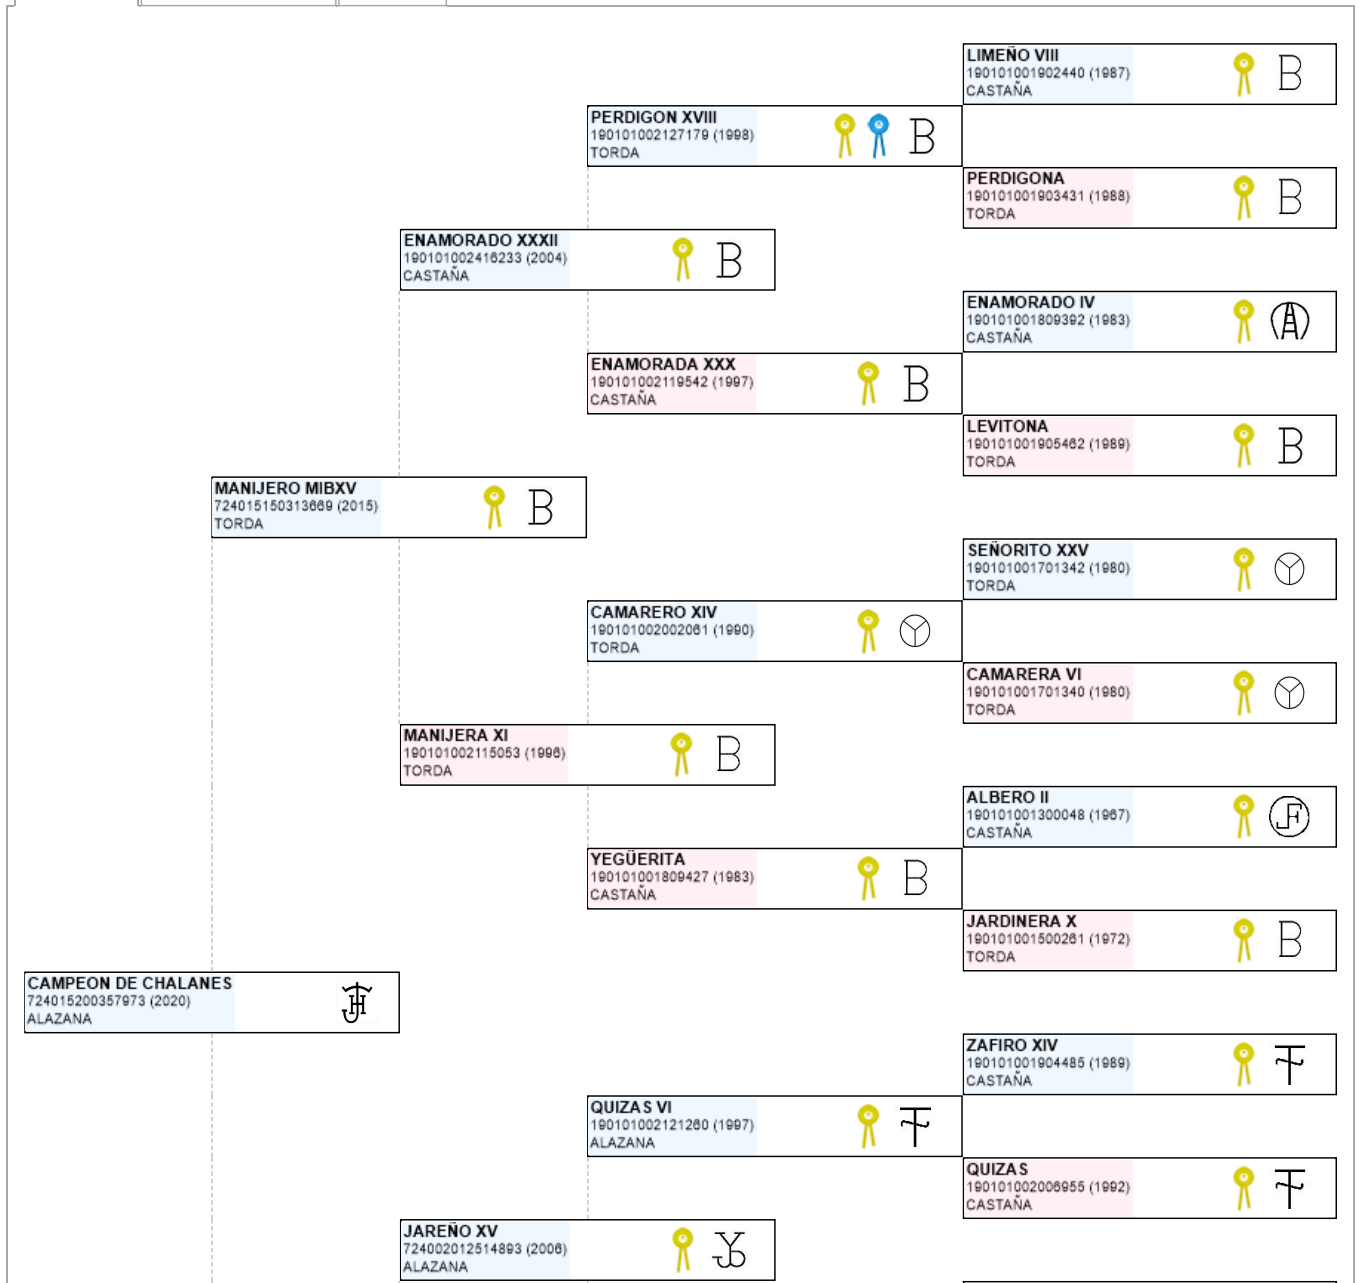 LIMEÑO VIII
190101001902440 (1987)
CASTAÑA
PERDIGON XVIII
190101002127179 (1998)
TORDA
PERDIGONA
190101001903431 (1988)
TORDA
ENAMORADO XXXII
190101002416233 (2004)
CASTAÑA
ENAMORADO IV
190101001809392 (1983)
CASTAÑA
ENAMORADA XXX
190101002119542 (1997)
CASTAÑA
LEVITONA
190101001905462 (1989)
TORDA
MANIJERO MIBXV
724015150313669 (2015)
TORDA
SEÑORITO XXV
190101001701342 (1980)
TORDA
CAMARERO XIV
190101002002061 (1990)
TORDA
CAMARERA VI
190101001701340 (1980)
TORDA
MANIJERA XI
190101002115053 (1996)
TORDA
ALBERO II
190101001300048 (1967)
CASTAÑA
YEGÜERITA
190101001809427 (1983)
CASTAÑA
JARDINERA X
190101001500261 (1972)
TORDA
CAMPEON DE CHALANES
724015200357973 (2020)
ALAZANA
ZAFIRO XIV
190101001904485 (1989)
CASTAÑA
QUIZAS VI
190101002121260 (1997)
ALAZANA
QUIZAS
190101002006955 (1992)
CASTAÑA
JAREÑO XV
724002012514893 (2006)
ALAZANA